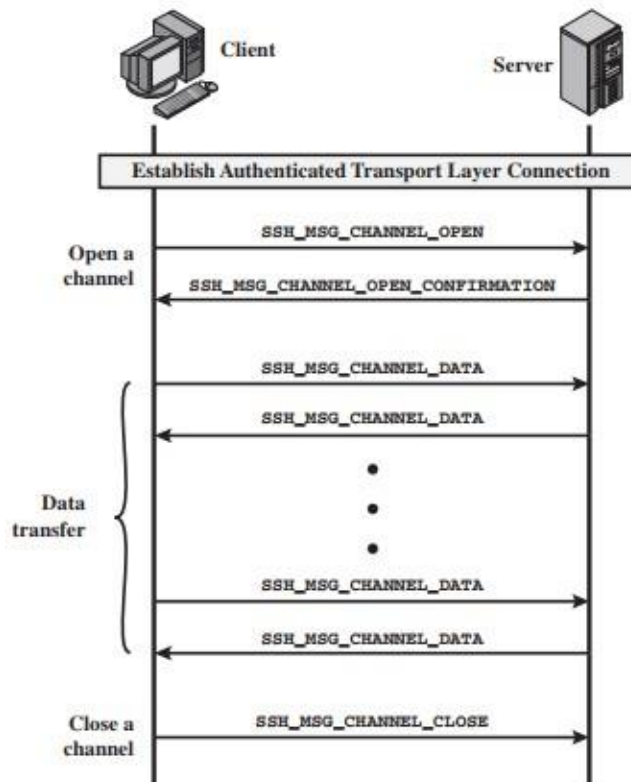 Client
Server
Establish Authenticated Transport Layer Connection
SSH_MSG_CHANNEL_OPEN
Open a
channel
SSH_MSG_CHANNEL_OPEN_CONFIRMATION
SSH_MSG_CHANNEL_DATA
SSH_MSG_CHANNEL_DATA
Data
transfer
SSH_MSG_CHANNEL_DATA
SSH_MSG_CHANNEL_DATA
Close a
channel
SSH_MSG_CHANNEL_CLOSE